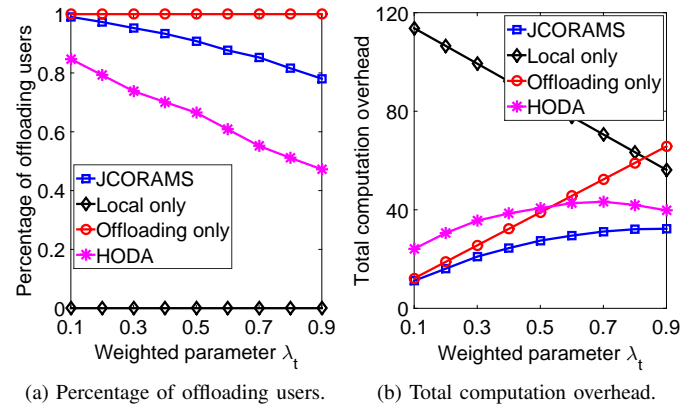 1
0.8
0.6
0.4
0.2
0
Percentage of offloading users
JCORAMS
Local only
Offloading only
HODA
0.1 0.3 0.5 0.7 0.9
Weighted parameter λt
(a) Percentage of offloading users.
120
80
40
0
Total computation overhead
JCORAMS
Local only
Offloading only
HODA
0.1 0.3 0.5 0.7 0.9
Weighted parameter λt
(b) Total computation overhead.